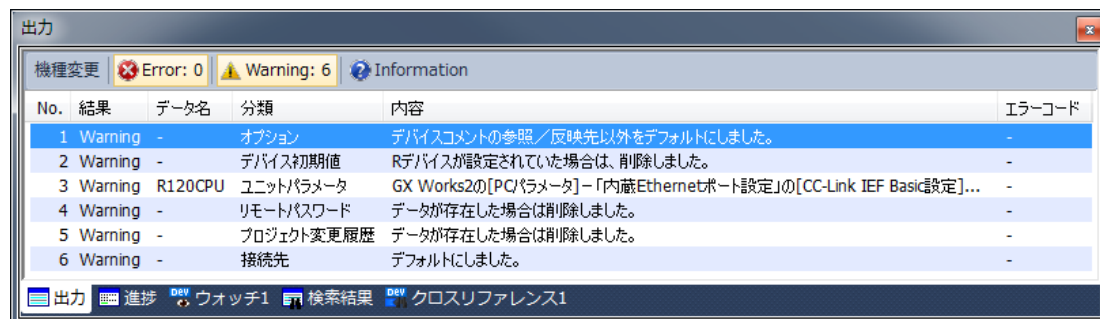 出力
機種変更 Error: 0 Warning: 6 Information
No. 結果 データ名 分類 内容 エラーコード
1 Warning - オプション デバイスコメントの参照／反映先以外をデフォルトにしました。 -
2 Warning - デバイス初期値 Rデバイスが設定されていた場合は、削除しました。 -
3 Warning R120CPU ユニットパラメータ GX Works2の[PCパラメータ]－「内蔵Ethernetポート設定」の[CC-Link IEF Basic設定]... -
4 Warning - リモートパスワード データが存在した場合は削除しました。 -
5 Warning - プロジェクト変更履歴 データが存在した場合は削除しました。 -
6 Warning - 接続先 デフォルトにしました。 -
出力 進捗 ウォッチ1 検索結果 クロスリファレンス1